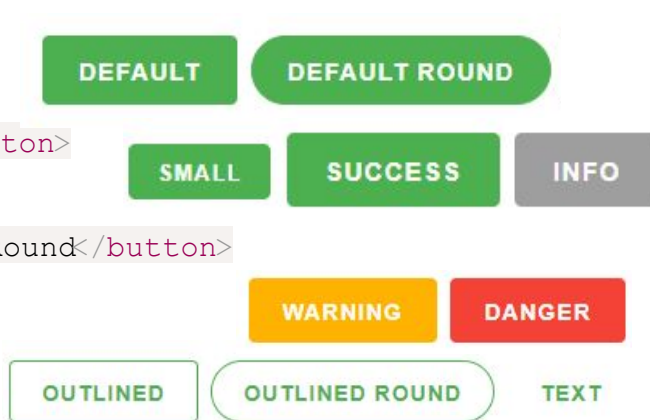 DEFAULT DEFAULT ROUND
ton>
SMALL SUCCESS INFO
ound</button>
WARNING DANGER
OUTLINED OUTLINED ROUND TEXT